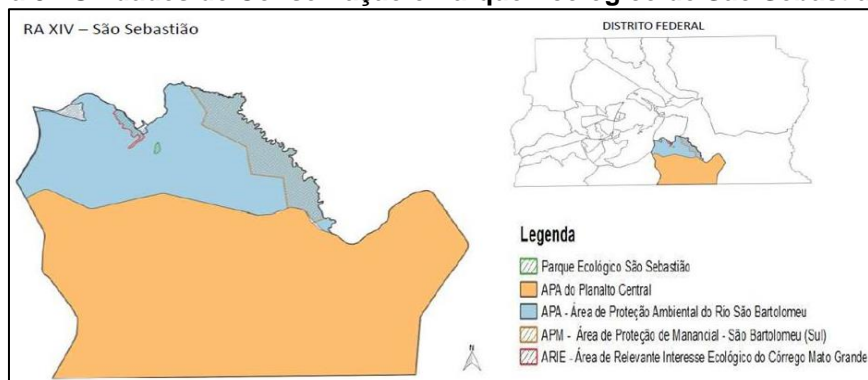 RA XIV – São Sebastião
DISTRITO FEDERAL
Legenda
Parque Ecológico São Sebastião
APA do Planalto Central
APA - Área de Proteção Ambiental do Rio São Bartolomeu
APM - Área de Proteção de Manancial - São Bartolomeu (Sul)
ARIE - Área de Relevante Interesse Ecológico do Córrego Mato Grande
N